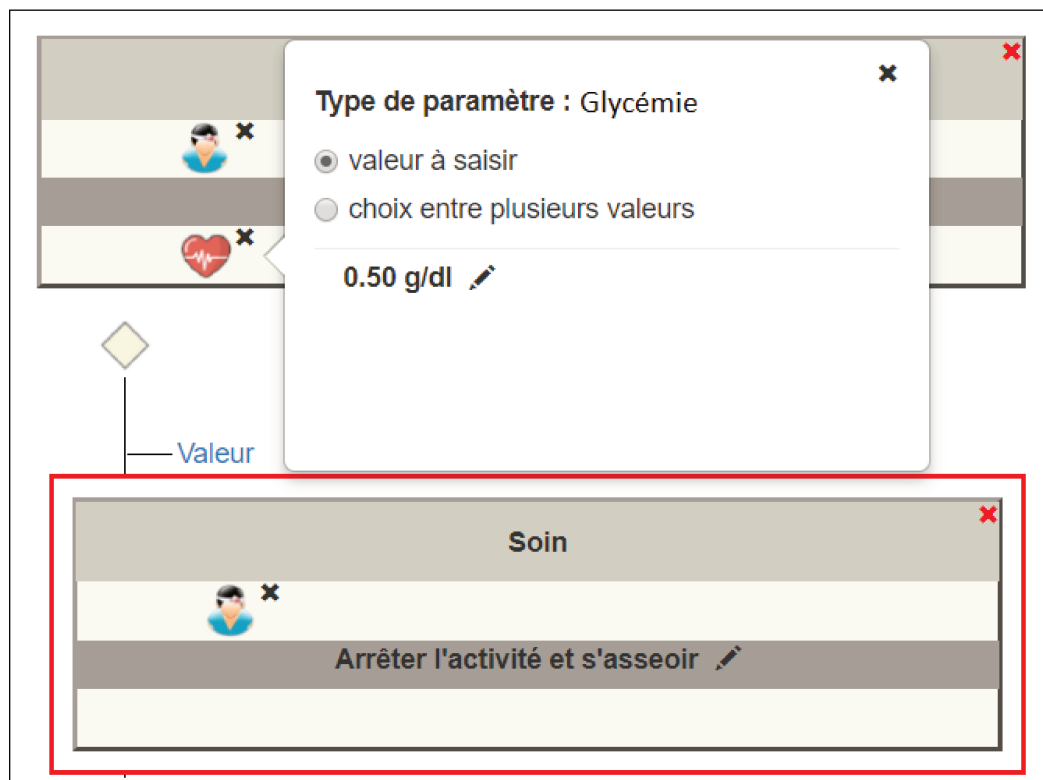 Type de paramètre : Glycémie
valeur à saisir
choix entre plusieurs valeurs
0.50 g/dl
Valeur
Soin
Arrêter l'activité et s'asseoir